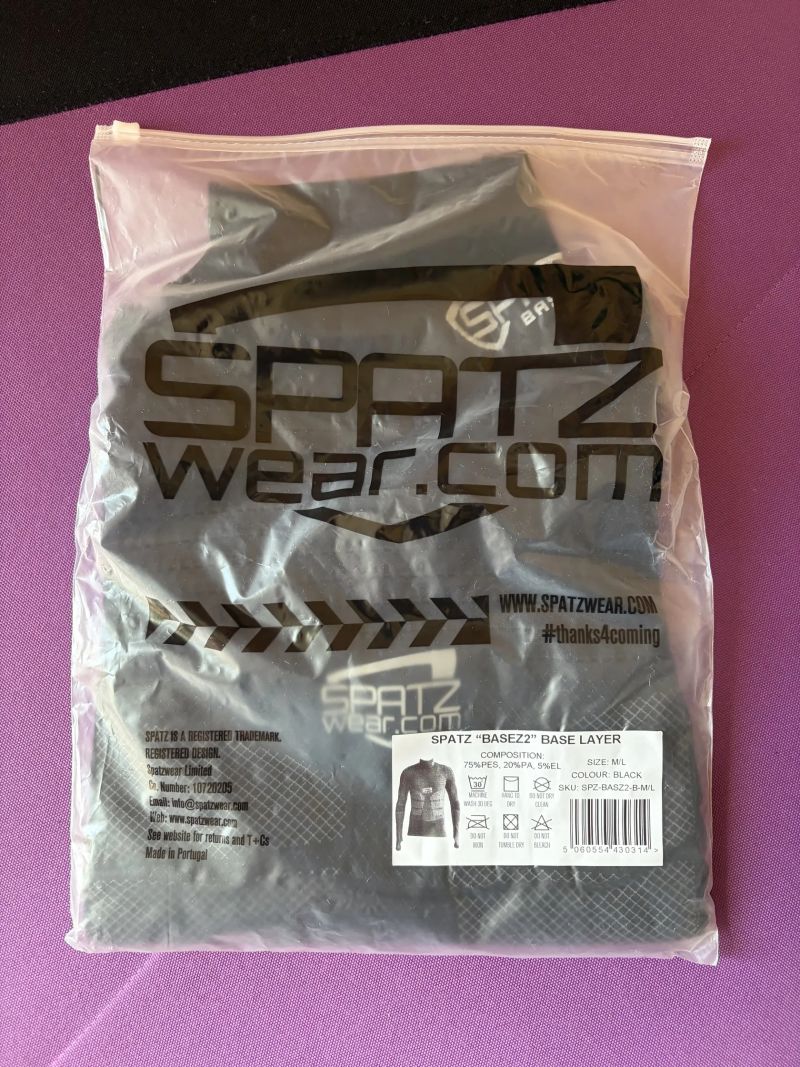 SPATZ
wear.com
WWW.SPATZWEAR.COM
#thanks4coming
SPATZ
wear.com
SPATZ IS A REGISTERED TRADEMARK.
REGISTERED DESIGN.
Spatzwear Limited
Co. Number: 10720205
Email: info@spatzwear.com
Web: www.spatzwear.com
See website for returns and T+Cs
Made in Portugal
SPATZ “BASEZ2” BASE LAYER
COMPOSITION:
75%PES, 20%PA, 5%EL
SIZE: M/L
COLOUR: BLACK
SKU: SPZ-BASZ2-B-M/L
30
MACHINE
WASH 30 DEG
HANG TO
DRY
DO NOT DRY
CLEAN
DO NOT
IRON
DO NOT
TUMBLE DRY
DO NOT
BLEACH
5 060554 430314 >